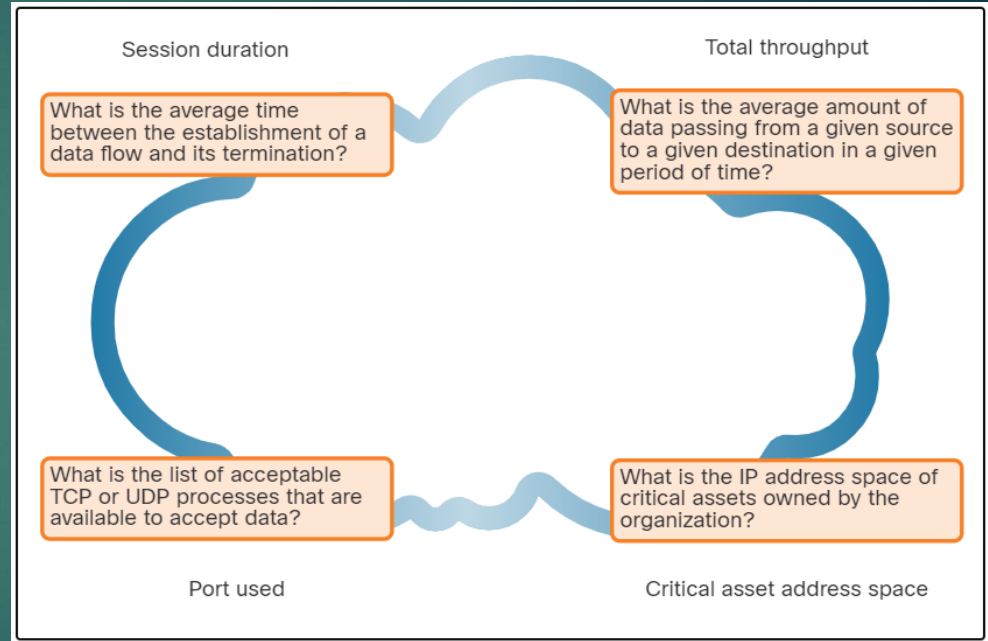 Session duration
Total throughput
What is the average time
between the establishment of a
data flow and its termination?
What is the average amount of
data passing from a given source
to a given destination in a given
period of time?
What is the list of acceptable
TCP or UDP processes that are
available to accept data?
What is the IP address space of
critical assets owned by the
organization?
Port used
Critical asset address space